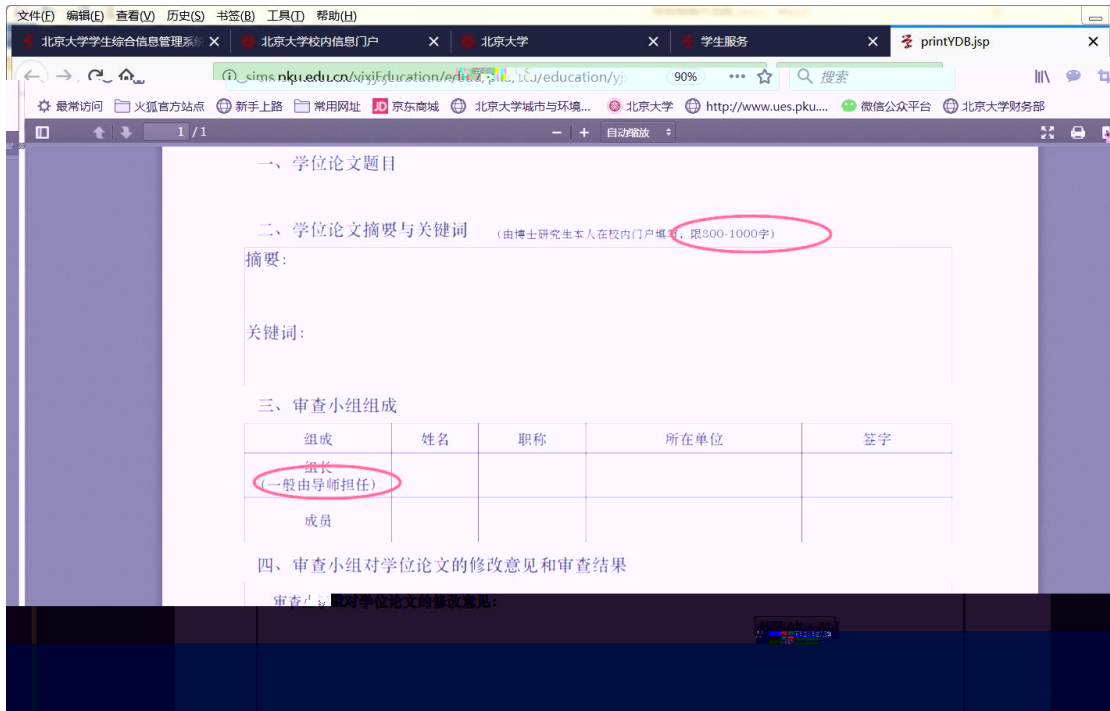 文件(F) 编辑(E) 查看(V) 历史(S) 书签(B) 工具(T) 帮助(H)
北京大学学生综合信息管理系统 北京大学校内信息门户 北京大学 学生服务 printYDB.jsp
90% 搜索
最常访问 火狐官方站点 新手上路 常用网址 JD 京东商城 北京大学城市与环境... 北京大学 http://www.ues.pku.... 微信公众平台 北京大学财务部
1 / 1 自动缩放
一、学位论文题目
二、学位论文摘要与关键词 (由博士研究生本人在校内门户填写，限800-1000字)
摘要：
关键词：
三、审查小组组成
组成 姓名 职称 所在单位 签字
组长
(一般由导师担任)
成员
四、审查小组对学位论文的修改意见和审查结果
审查小组对学位论文的修改意见：